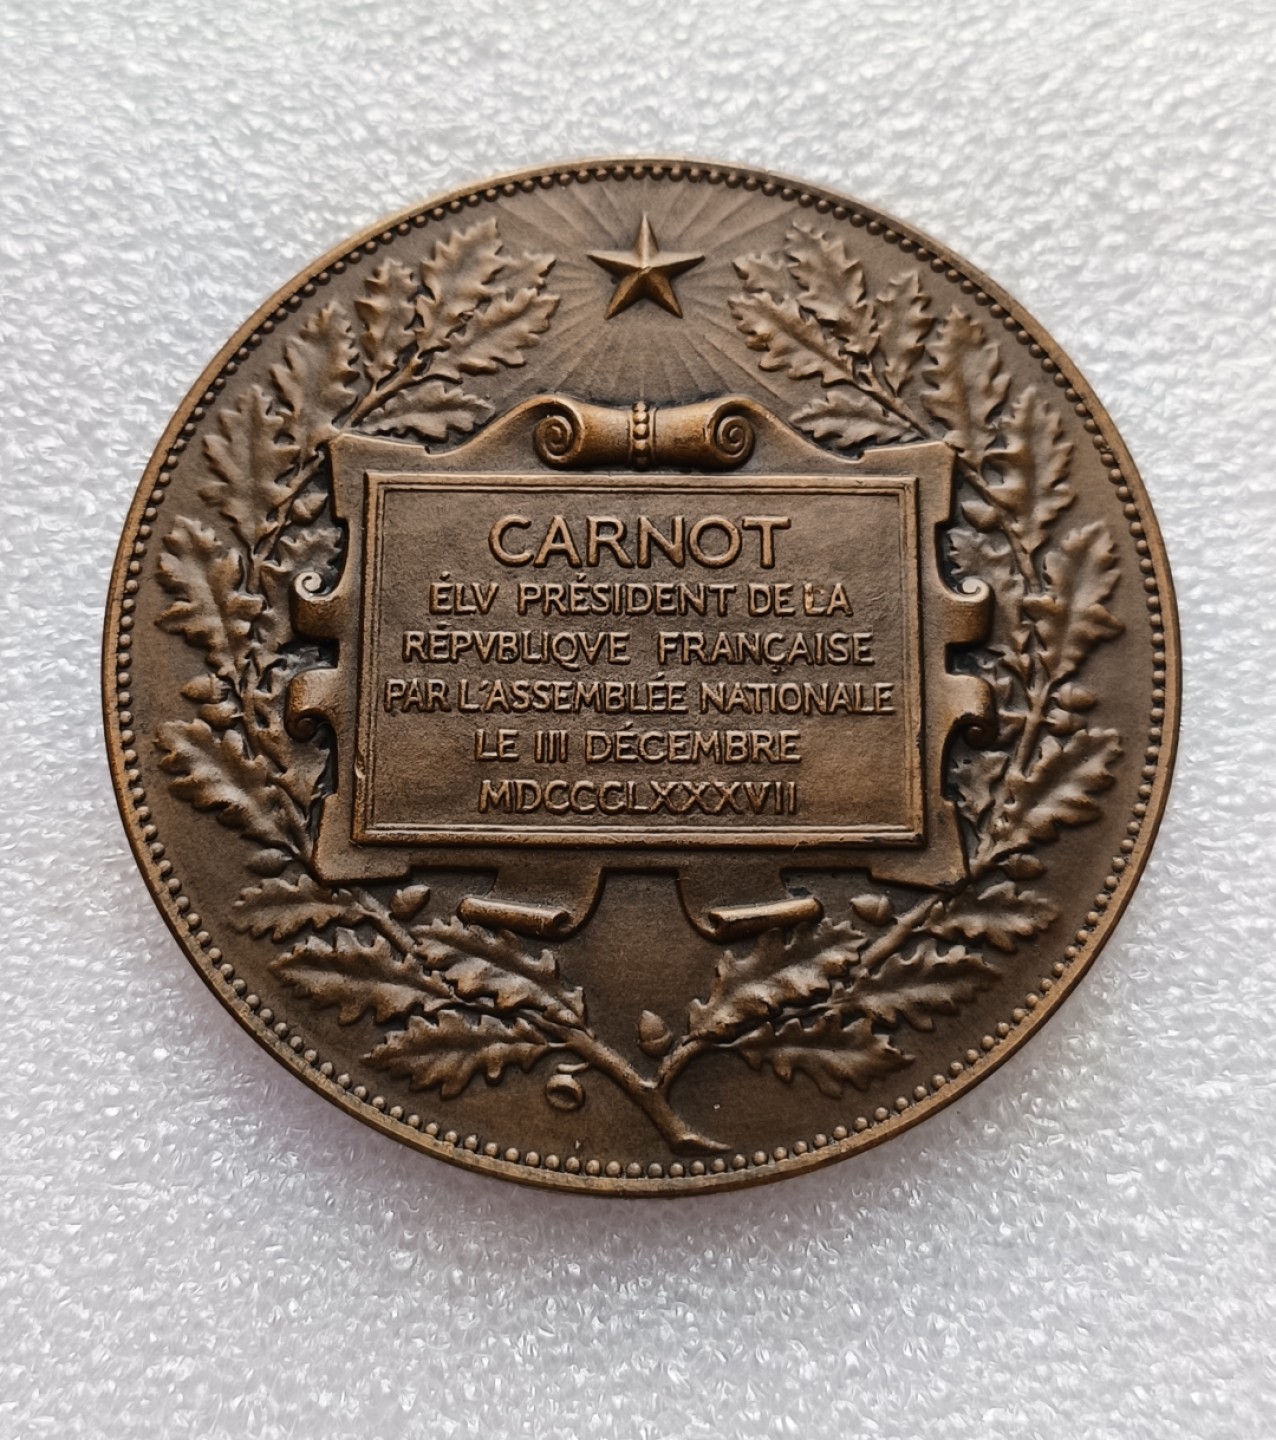 CARNOT
ÉLV PRÉSIDENT DE LA
RÉPVBLIQVE FRANÇAISE
PAR L'ASSEMBLÉE NATIONALE
LE III DÉCEMBRE
MDCCCLXXXVII